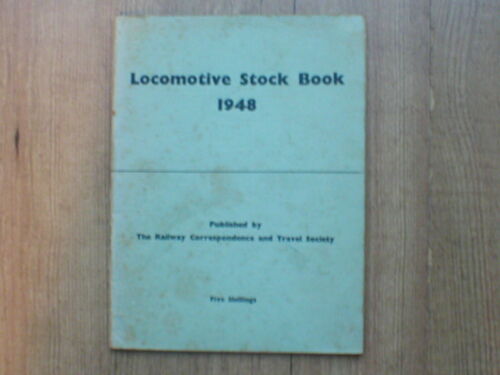 Locomotive Stock Book
1948
Published by
The Railway Correspondence and Travel Society
Five Shillings